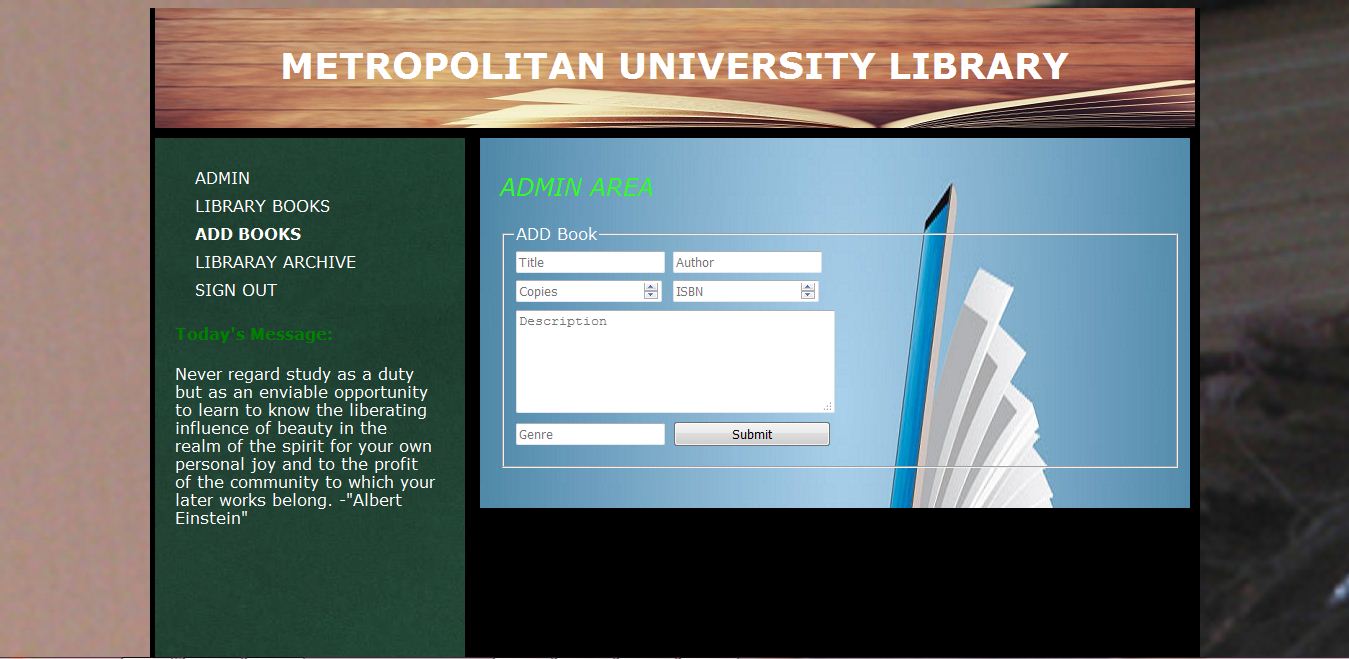 METROPOLITAN UNIVERSITY LIBRARY
ADMIN
LIBRARY BOOKS
ADD BOOKS
LIBRARAY ARCHIVE
SIGN OUT
Today's Message:
Never regard study as a duty
but as an enviable opportunity
to learn to know the liberating
influence of beauty in the
realm of the spirit for your own
personal joy and to the profit
of the community to which your
later works belong. -"Albert
Einstein"
ADMIN AREA
ADD Book
Title Author
Copies ISBN
Description
Genre Submit